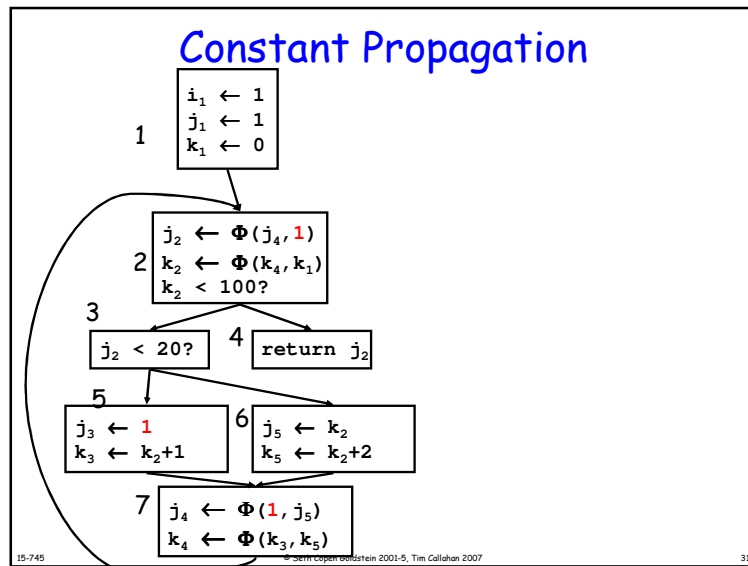 Constant Propagation
i₁ ← 1
j₁ ← 1
k₁ ← 0
1
j₂ ← Φ(j₄,1)
k₂ ← Φ(k₄,k₁)
k₂ < 100?
2
3
j₂ < 20?
4
return j₂
5
j₃ ← 1
k₃ ← k₂+1
6
j₅ ← k₂
k₅ ← k₂+2
7
j₄ ← Φ(1,j₅)
k₄ ← Φ(k₃,k₅)
15-745
© Seth Copen Goldstein 2001-5, Tim Callahan 2007
31